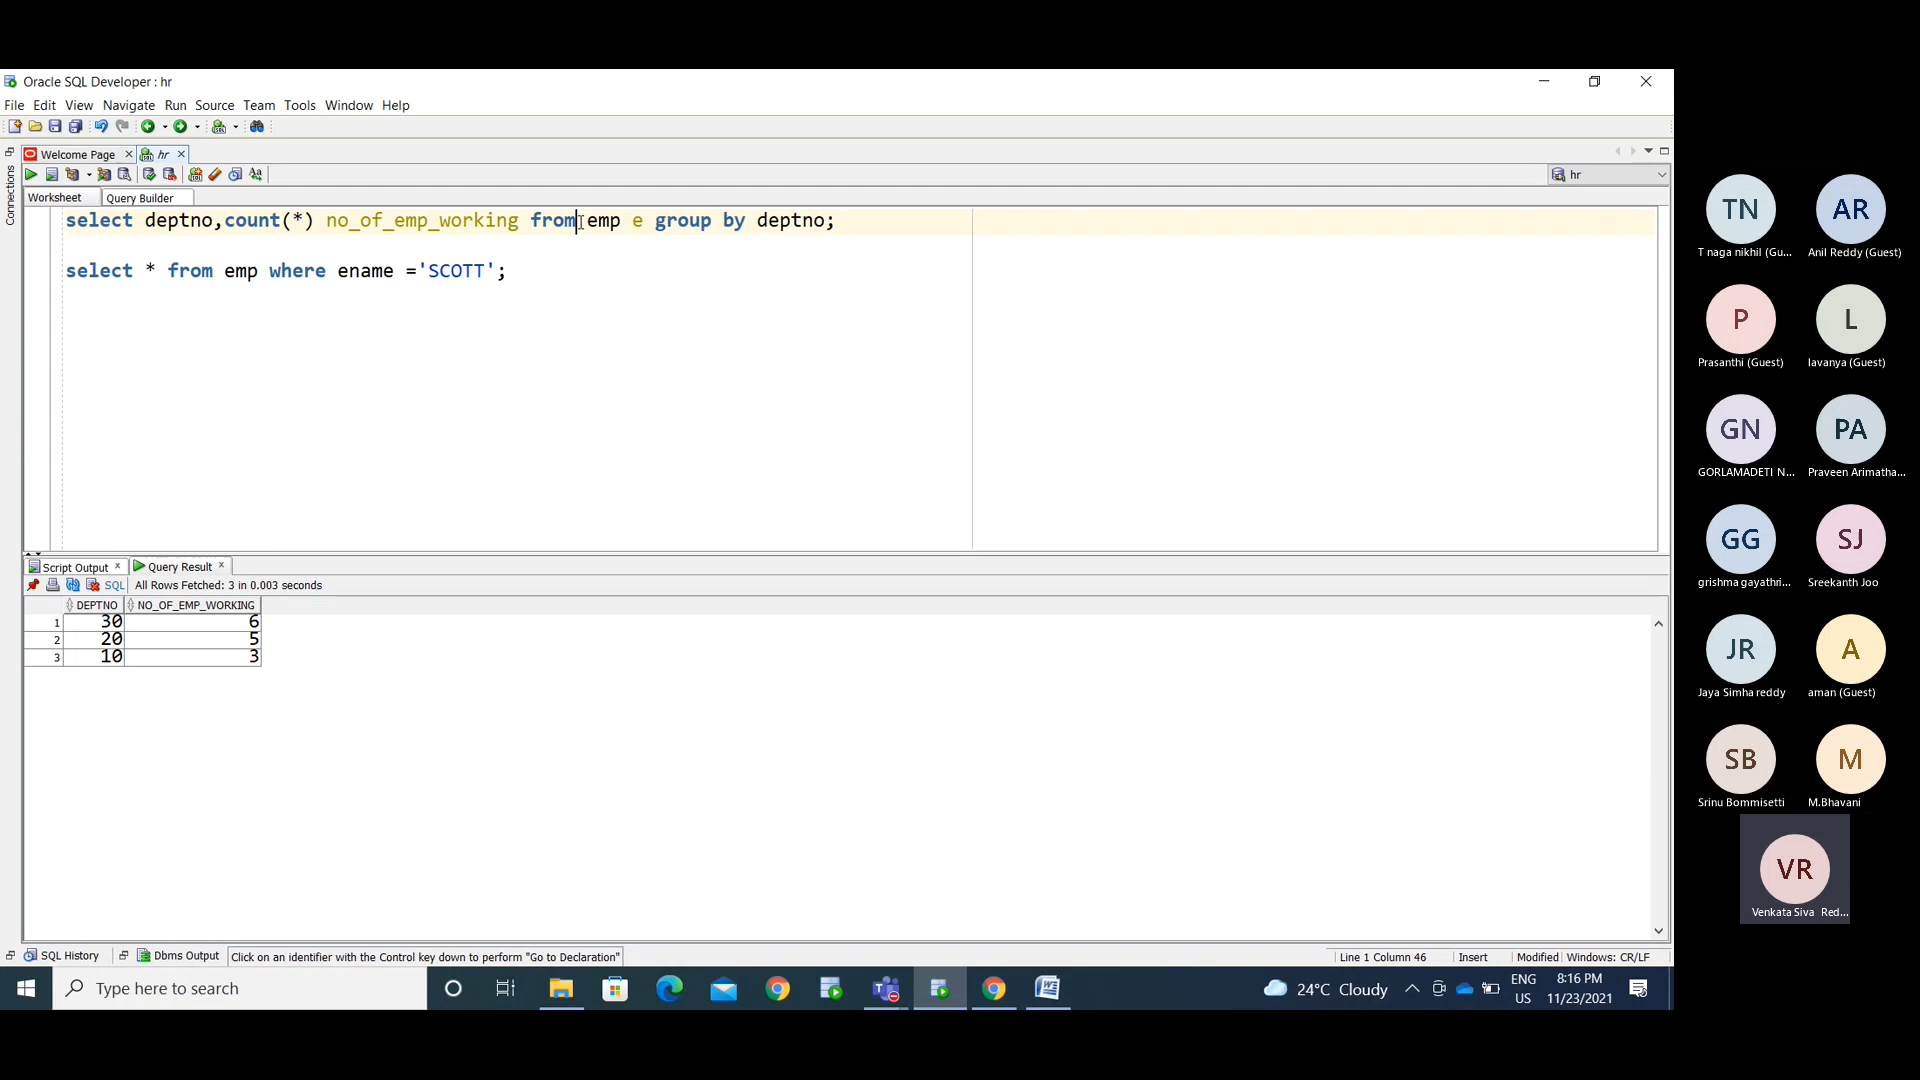 Oracle SQL Developer : hr
File Edit View Navigate Run Source Team Tools Window Help
Welcome Page hr
hr
Connections
Worksheet Query Builder
select deptno,count(*) no_of_emp_working from emp e group by deptno;
select * from emp where ename ='SCOTT';
Script Output Query Result
SQL All Rows Fetched: 3 in 0.003 seconds
DEPTNO NO_OF_EMP_WORKING
1 30 6
2 20 5
3 10 3
SQL History Dbms Output Click on an identifier with the Control key down to perform "Go to Declaration" Line 1 Column 46 Insert Modified Windows: CR/LF
Type here to search
24°C Cloudy
ENG
US
8:16 PM
11/23/2021
TN AR
T naga nikhil (Gu... Anil Reddy (Guest)
P L
Prasanthi (Guest) lavanya (Guest)
GN PA
GORLAMADETI N... Praveen Arimatha...
GG SJ
grishma gayathri... Sreekanth Joo
JR A
Jaya Simha reddy aman (Guest)
SB M
Srinu Bommisetti M.Bhavani
VR
Venkata Siva Red...